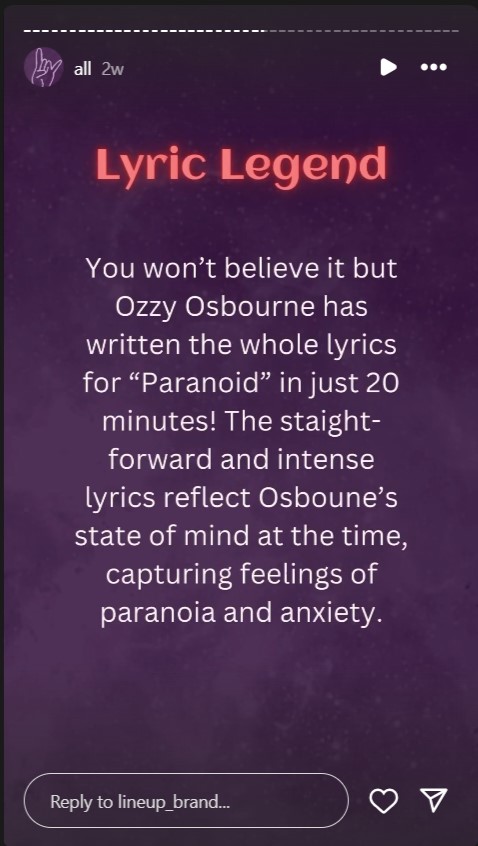 all 2w
Lyric Legend
You won’t believe it but
Ozzy Osbourne has
written the whole lyrics
for “Paranoid” in just 20
minutes! The staight-
forward and intense
lyrics reflect Osboune’s
state of mind at the time,
capturing feelings of
paranoia and anxiety.
Reply to lineup_brand...